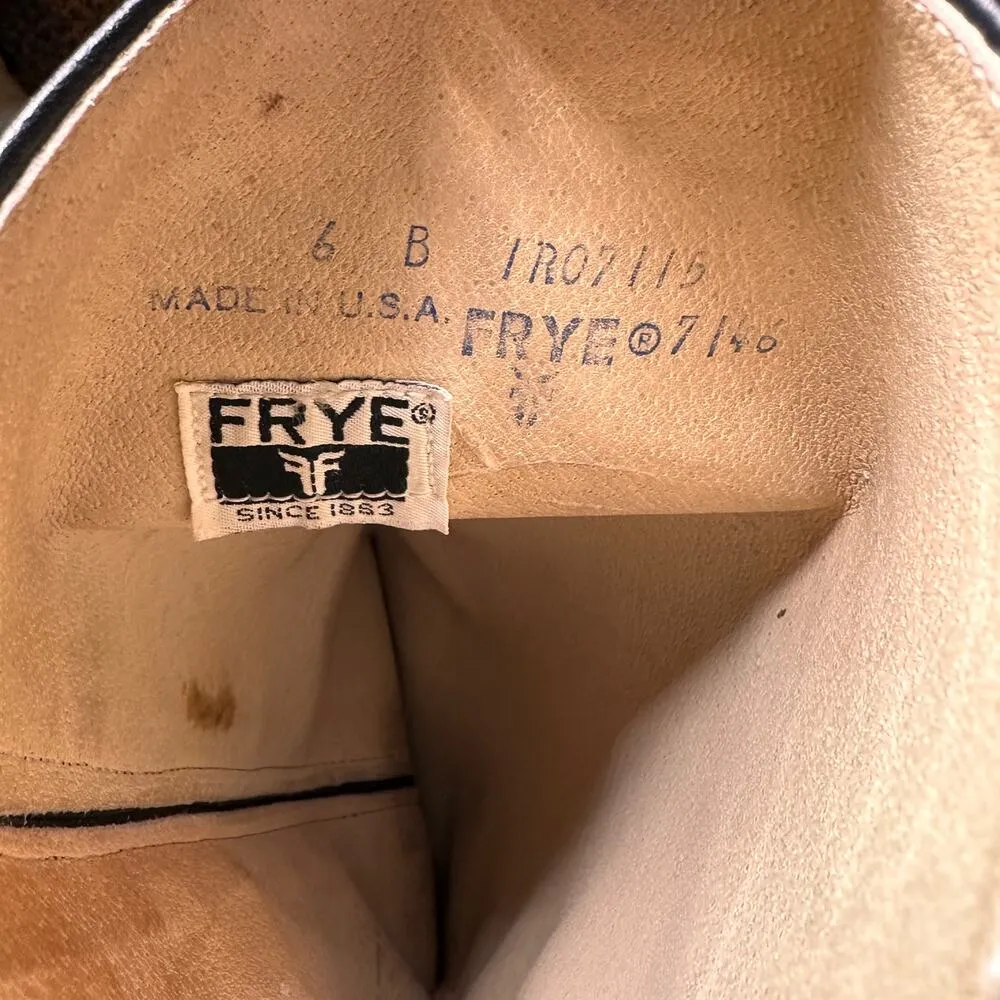 6 B 1R07115
MADE IN U.S.A. FRYE® 7146
FRYE®
SINCE 1863